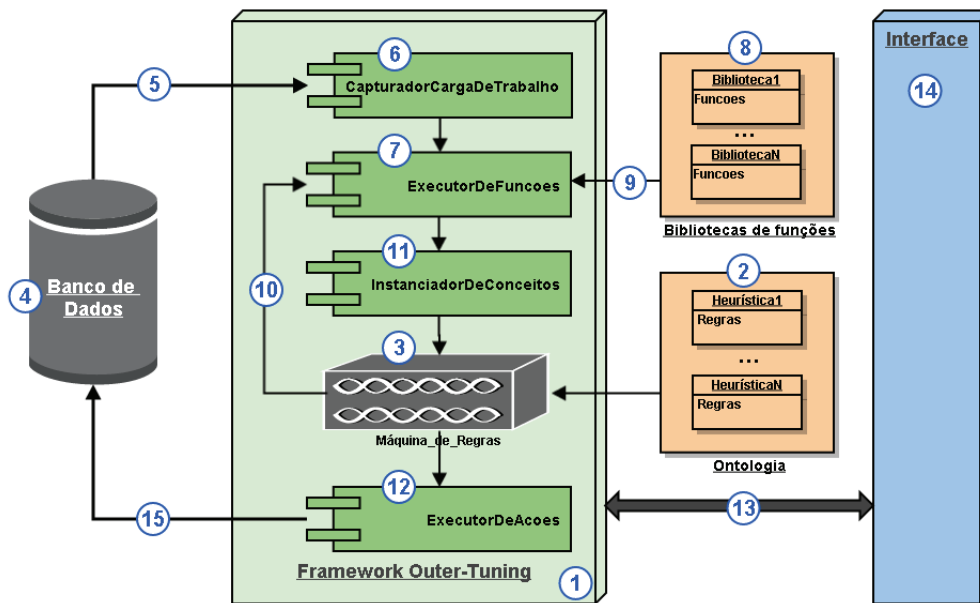 Interface
14
6
CapturadorCargaDeTrabalho
5
8
Biblioteca1
Funcoes
...
BibliotecaN
Funcoes
Bibliotecas de funções
7
ExecutorDeFuncoes
9
11
InstanciadorDeConceitos
10
4
Banco de
Dados
2
Heurística1
Regras
...
HeurísticaN
Regras
Ontologia
3
Máquina_de_Regras
12
ExecutorDeAcoes
13
15
Framework Outer-Tuning
1